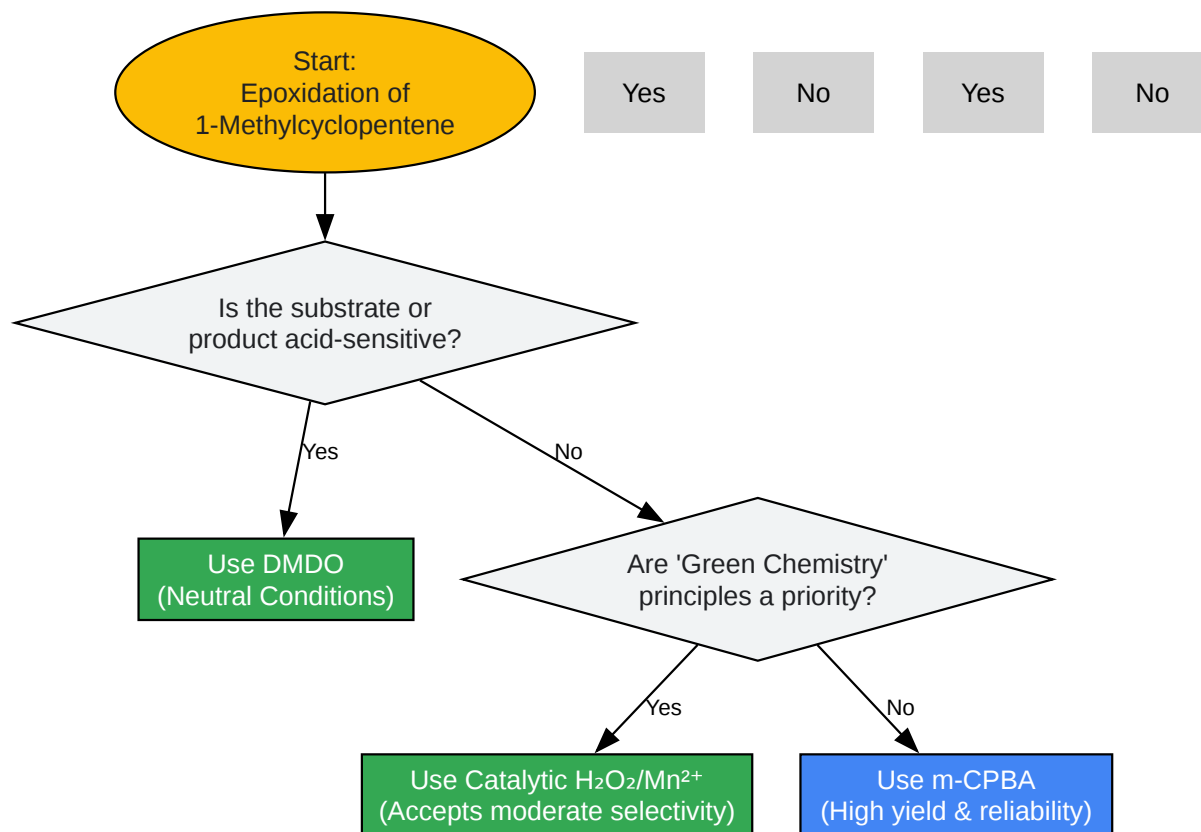 Start:
Epoxidation of
1-Methylcyclopentene
Yes
No
Yes
No
Is the substrate or
product acid-sensitive?
Yes
No
Use DMDO
(Neutral Conditions)
Are 'Green Chemistry'
principles a priority?
Yes
No
Use Catalytic H₂O₂/Mn²⁺
(Accepts moderate selectivity)
Use m-CPBA
(High yield & reliability)